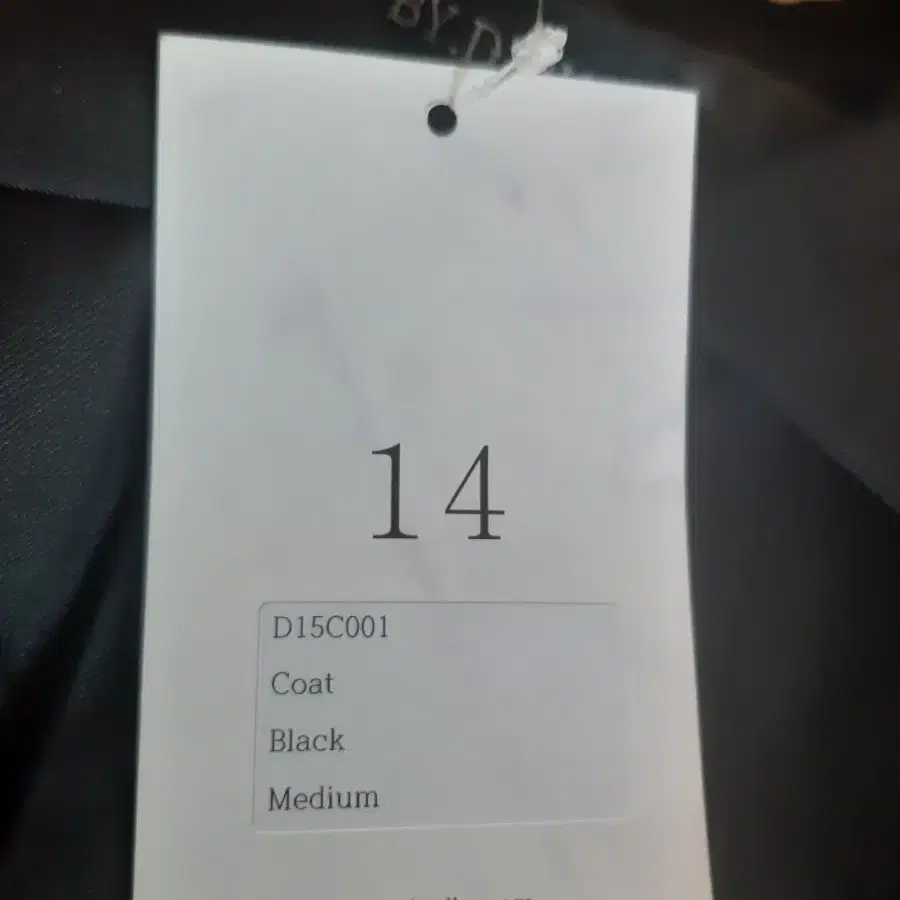 14
D15C001
Coat
Black
Medium